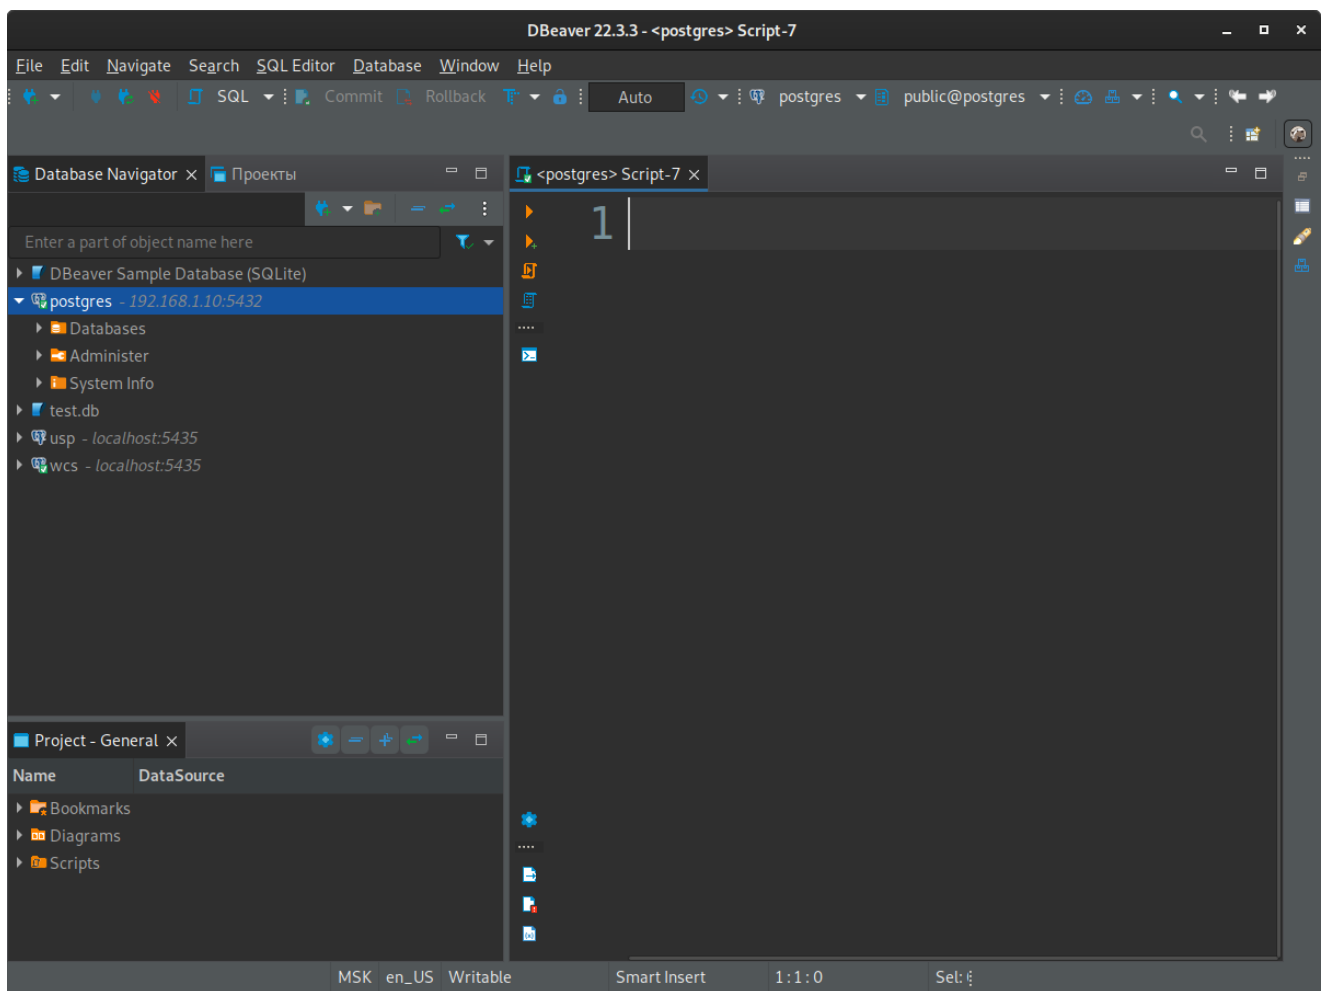 DBeaver 22.3.3 - <postgres> Script-7
File Edit Navigate Search SQL Editor Database Window Help
SQL Commit Rollback Auto postgres public@postgres
Database Navigator Проекты
<postgres> Script-7
1
Enter a part of object name here
DBeaver Sample Database (SQLite)
postgres - 192.168.1.10:5432
Databases
Administer
System Info
test.db
usp - localhost:5435
wcs - localhost:5435
Project - General
Name DataSource
Bookmarks
Diagrams
Scripts
MSK en_US Writable Smart Insert 1:1:0 Sel: